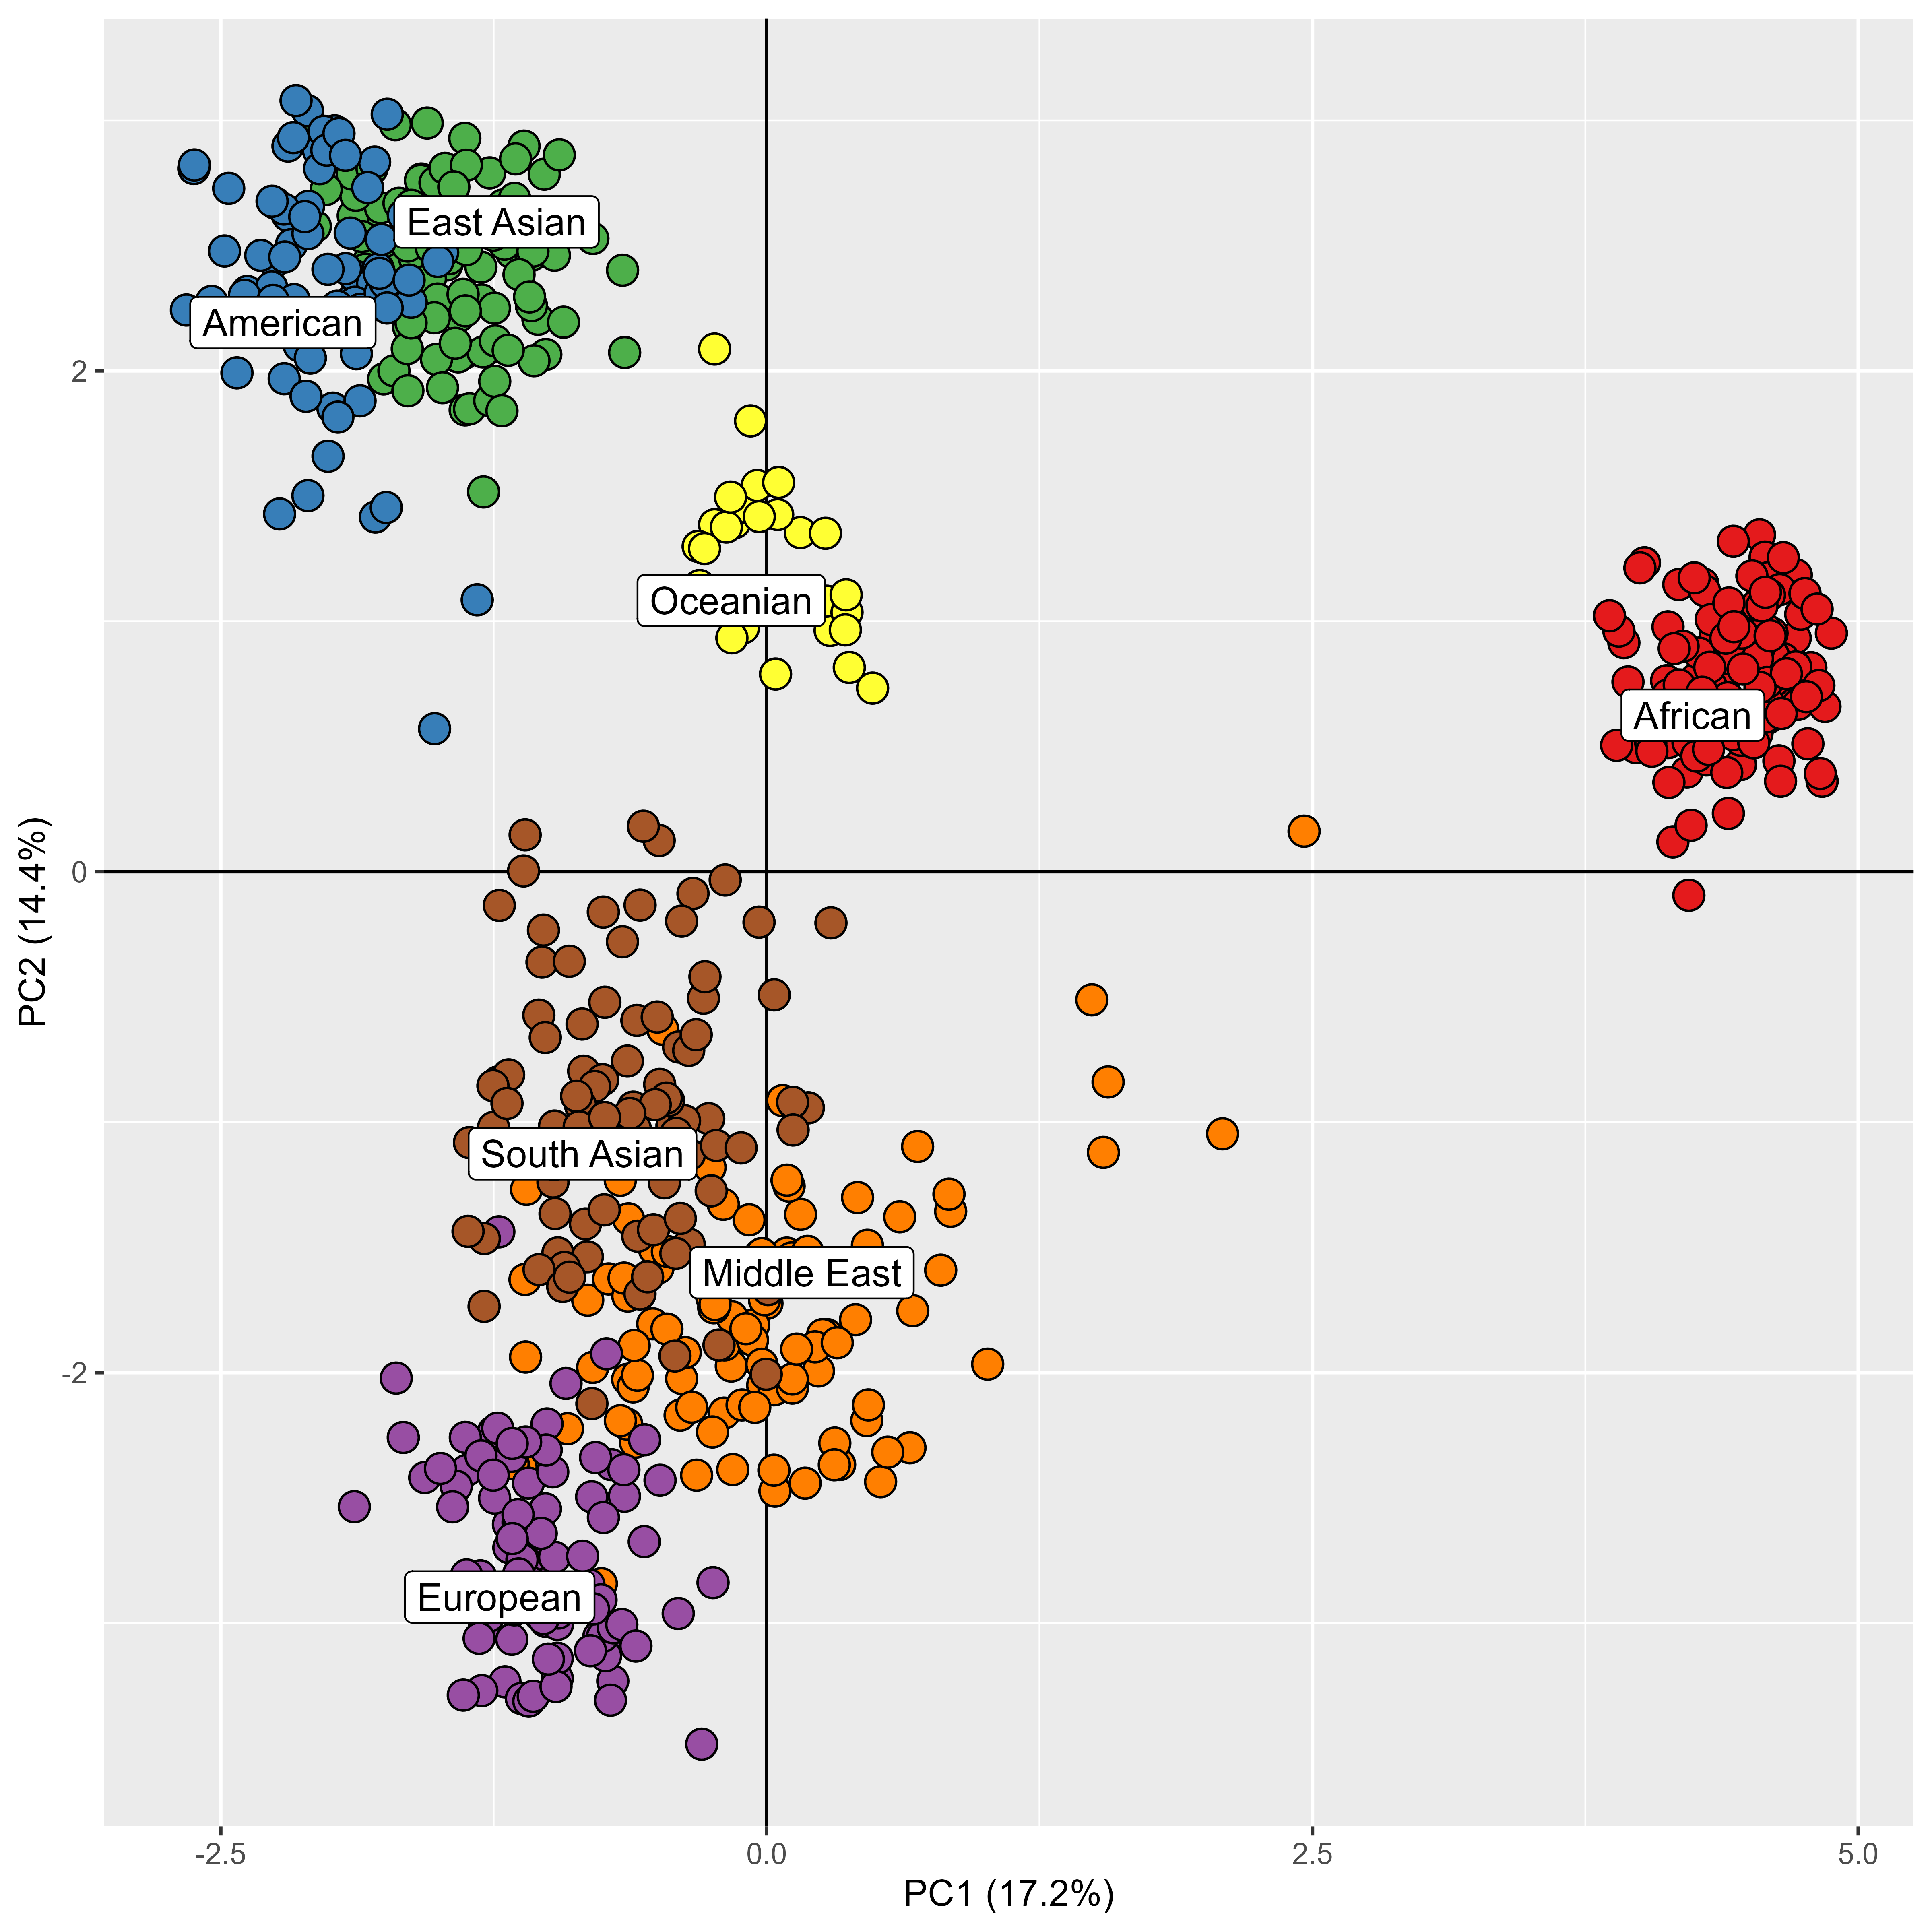 East Asian
American
2
Oceanian
African
0
PC2 (14.4%)
South Asian
Middle East
-2
European
-2.5
0.0
2.5
5.0
PC1 (17.2%)